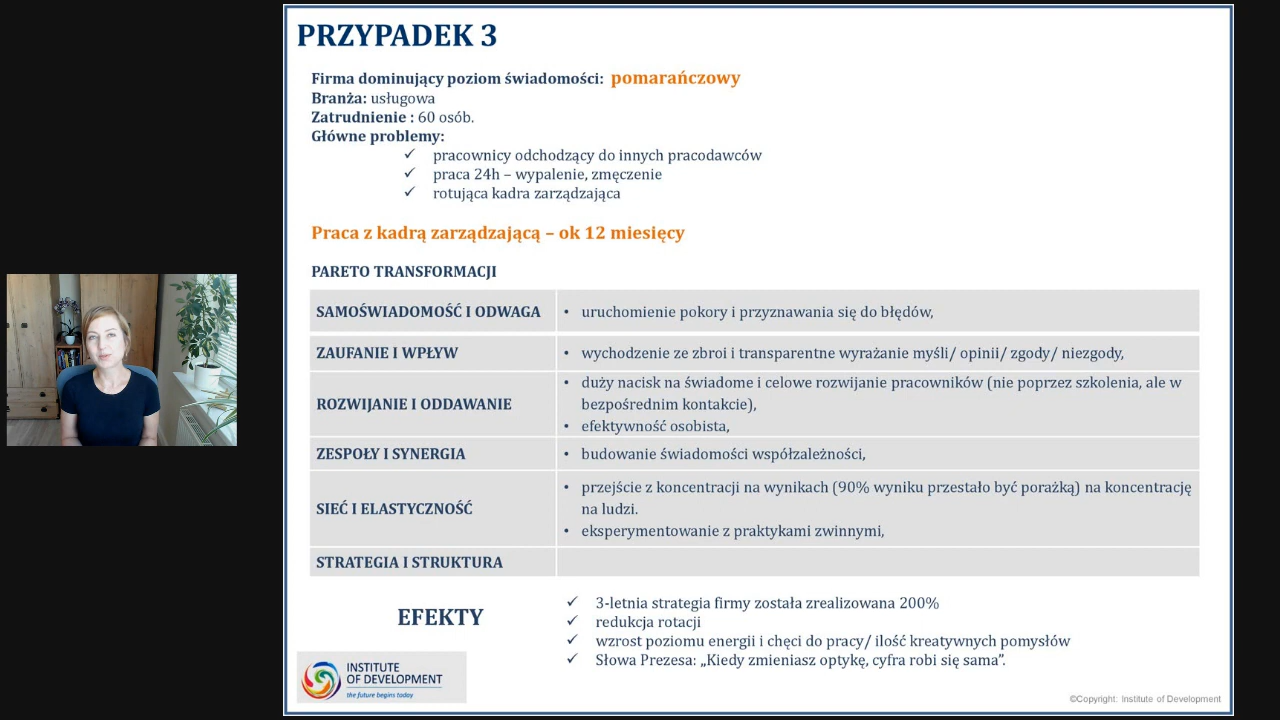 PRZYPADEK 3
Firma dominujący poziom świadomości: pomarańczowy
Branża: usługowa
Zatrudnienie : 60 osób.
Główne problemy:
✓ pracownicy odchodzący do innych pracodawców
✓ praca 24h – wypalenie, zmęczenie
✓ rotująca kadra zarządzająca
Praca z kadrą zarządzającą – ok 12 miesięcy
PARETO TRANSFORMACJI
SAMOŚWIADOMOŚĆ I ODWAGA
• uruchomienie pokory i przyznawania się do błędów,
ZAUFANIE I WPŁYW
• wychodzenie ze zbroi i transparentne wyrażanie myśli/ opinii/ zgody/ niezgody,
ROZWIJANIE I ODDAWANIE
• duży nacisk na świadome i celowe rozwijanie pracowników (nie poprzez szkolenia, ale w
bezpośrednim kontakcie),
• efektywność osobista,
ZESPOŁY I SYNERGIA
• budowanie świadomości współzależności,
SIEĆ I ELASTYCZNOŚĆ
• przejście z koncentracji na wynikach (90% wyniku przestało być porażką) na koncentrację
na ludzi.
• eksperymentowanie z praktykami zwinnymi,
STRATEGIA I STRUKTURA
EFEKTY
✓ 3-letnia strategia firmy została zrealizowana 200%
✓ redukcja rotacji
✓ wzrost poziomu energii i chęci do pracy/ ilość kreatywnych pomysłów
✓ Słowa Prezesa: „Kiedy zmieniasz optykę, cyfra robi się sama”.
INSTITUTE
OF DEVELOPMENT
the future begins today
©Copyright: Institute of Development